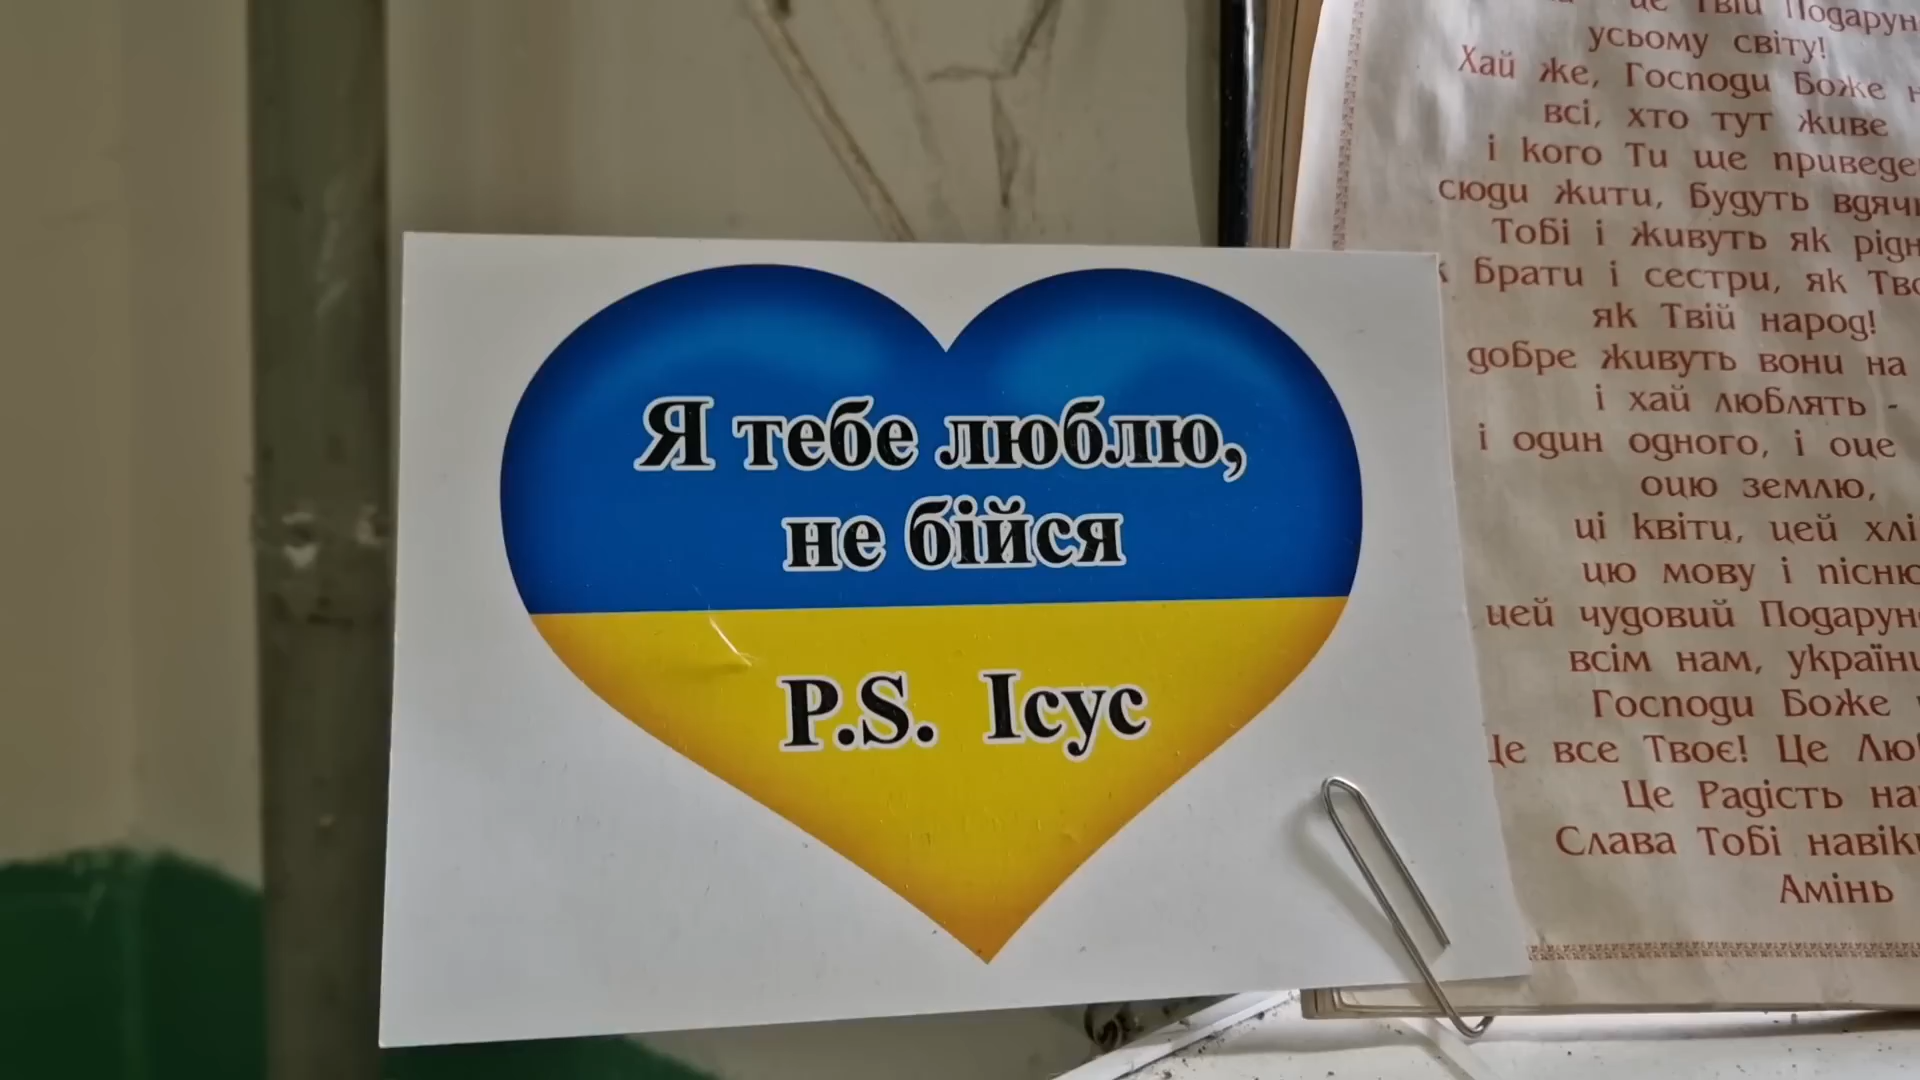 Я тебе люблю,
не бійся
P.S. Ісус
це Твій
усьому світу!
Хай же, Господи Боже
всі, хто тут живе
і кого Ти ще
сюди жити, будуть
Тобі і живуть як
брати і сестри, як
як Твій народ!
добре живуть вони на
і хай люблять -
і один одного, і оце
оцю землю,
ці квіти, цей
цю мову і
цей чудовий
всім нам,
Господи Боже
Це все Твоє! Це
Це Радість
Слава Тобі
Амінь